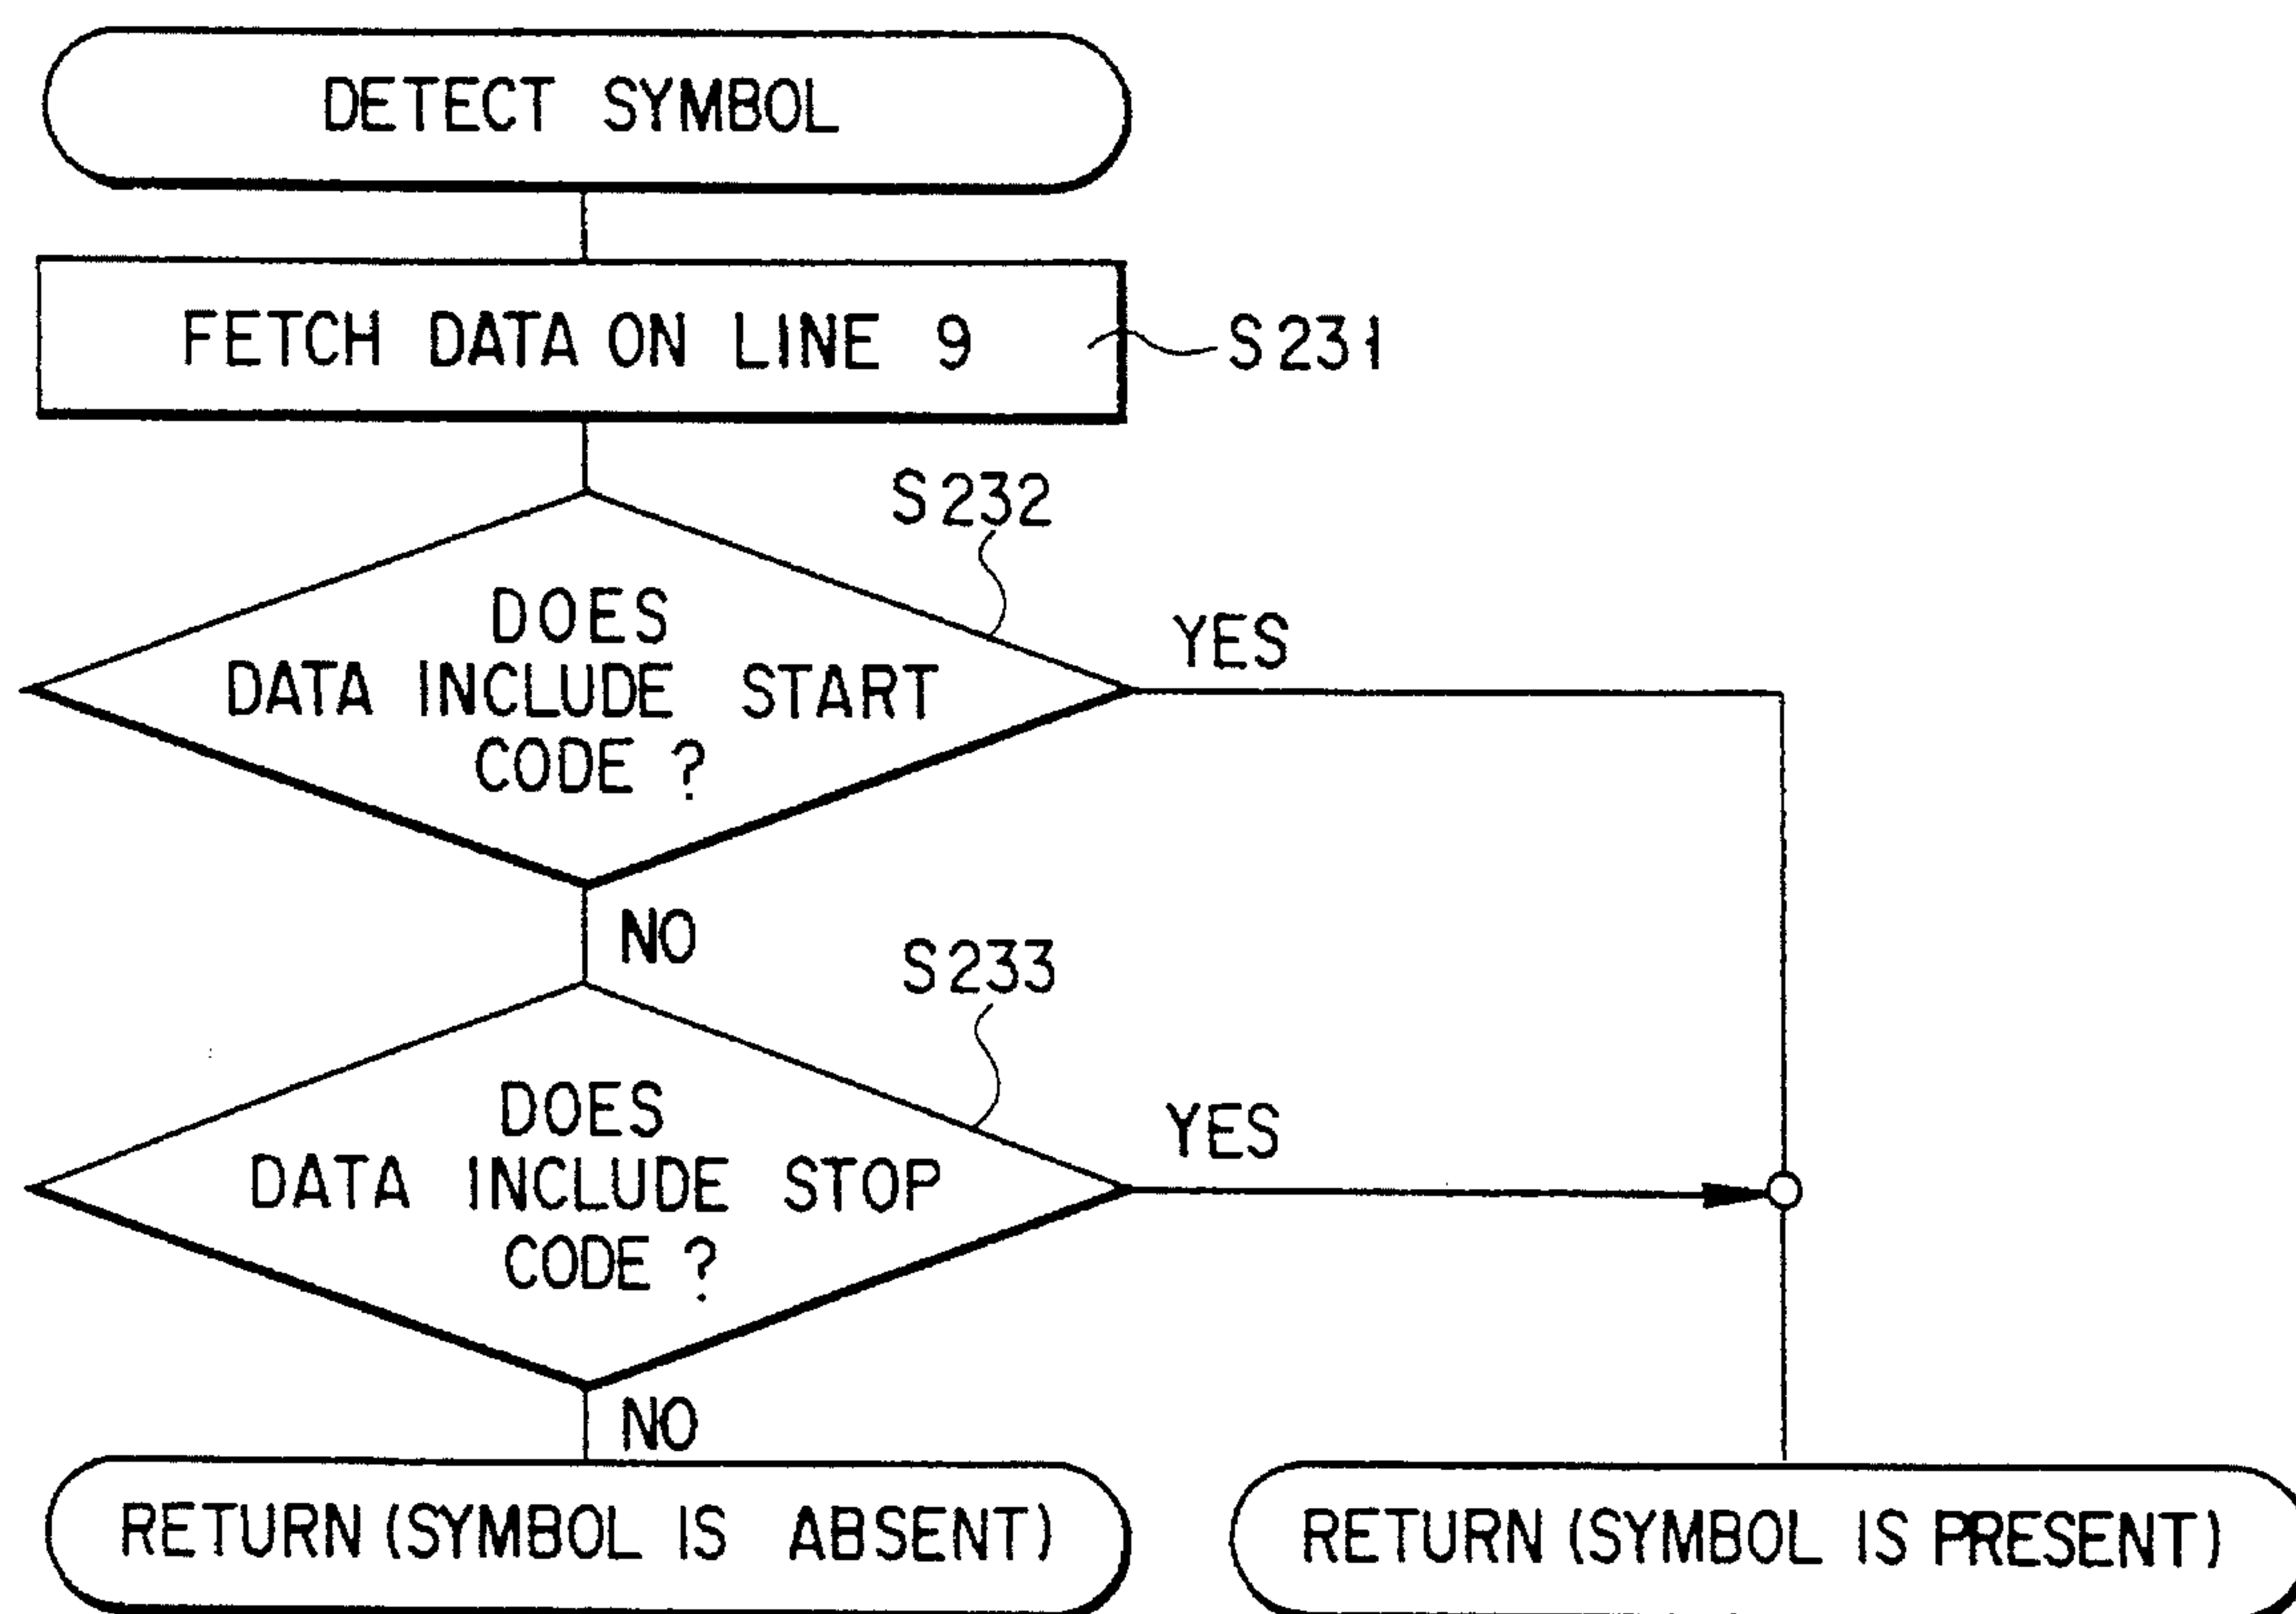 DETECT SYMBOL
FETCH DATA ON LINE 9
S231
S232
DOES
DATA INCLUDE START
CODE ?
YES
NO
S233
DOES
DATA INCLUDE STOP
CODE ?
YES
NO
RETURN (SYMBOL IS ABSENT)
RETURN (SYMBOL IS PRESENT)